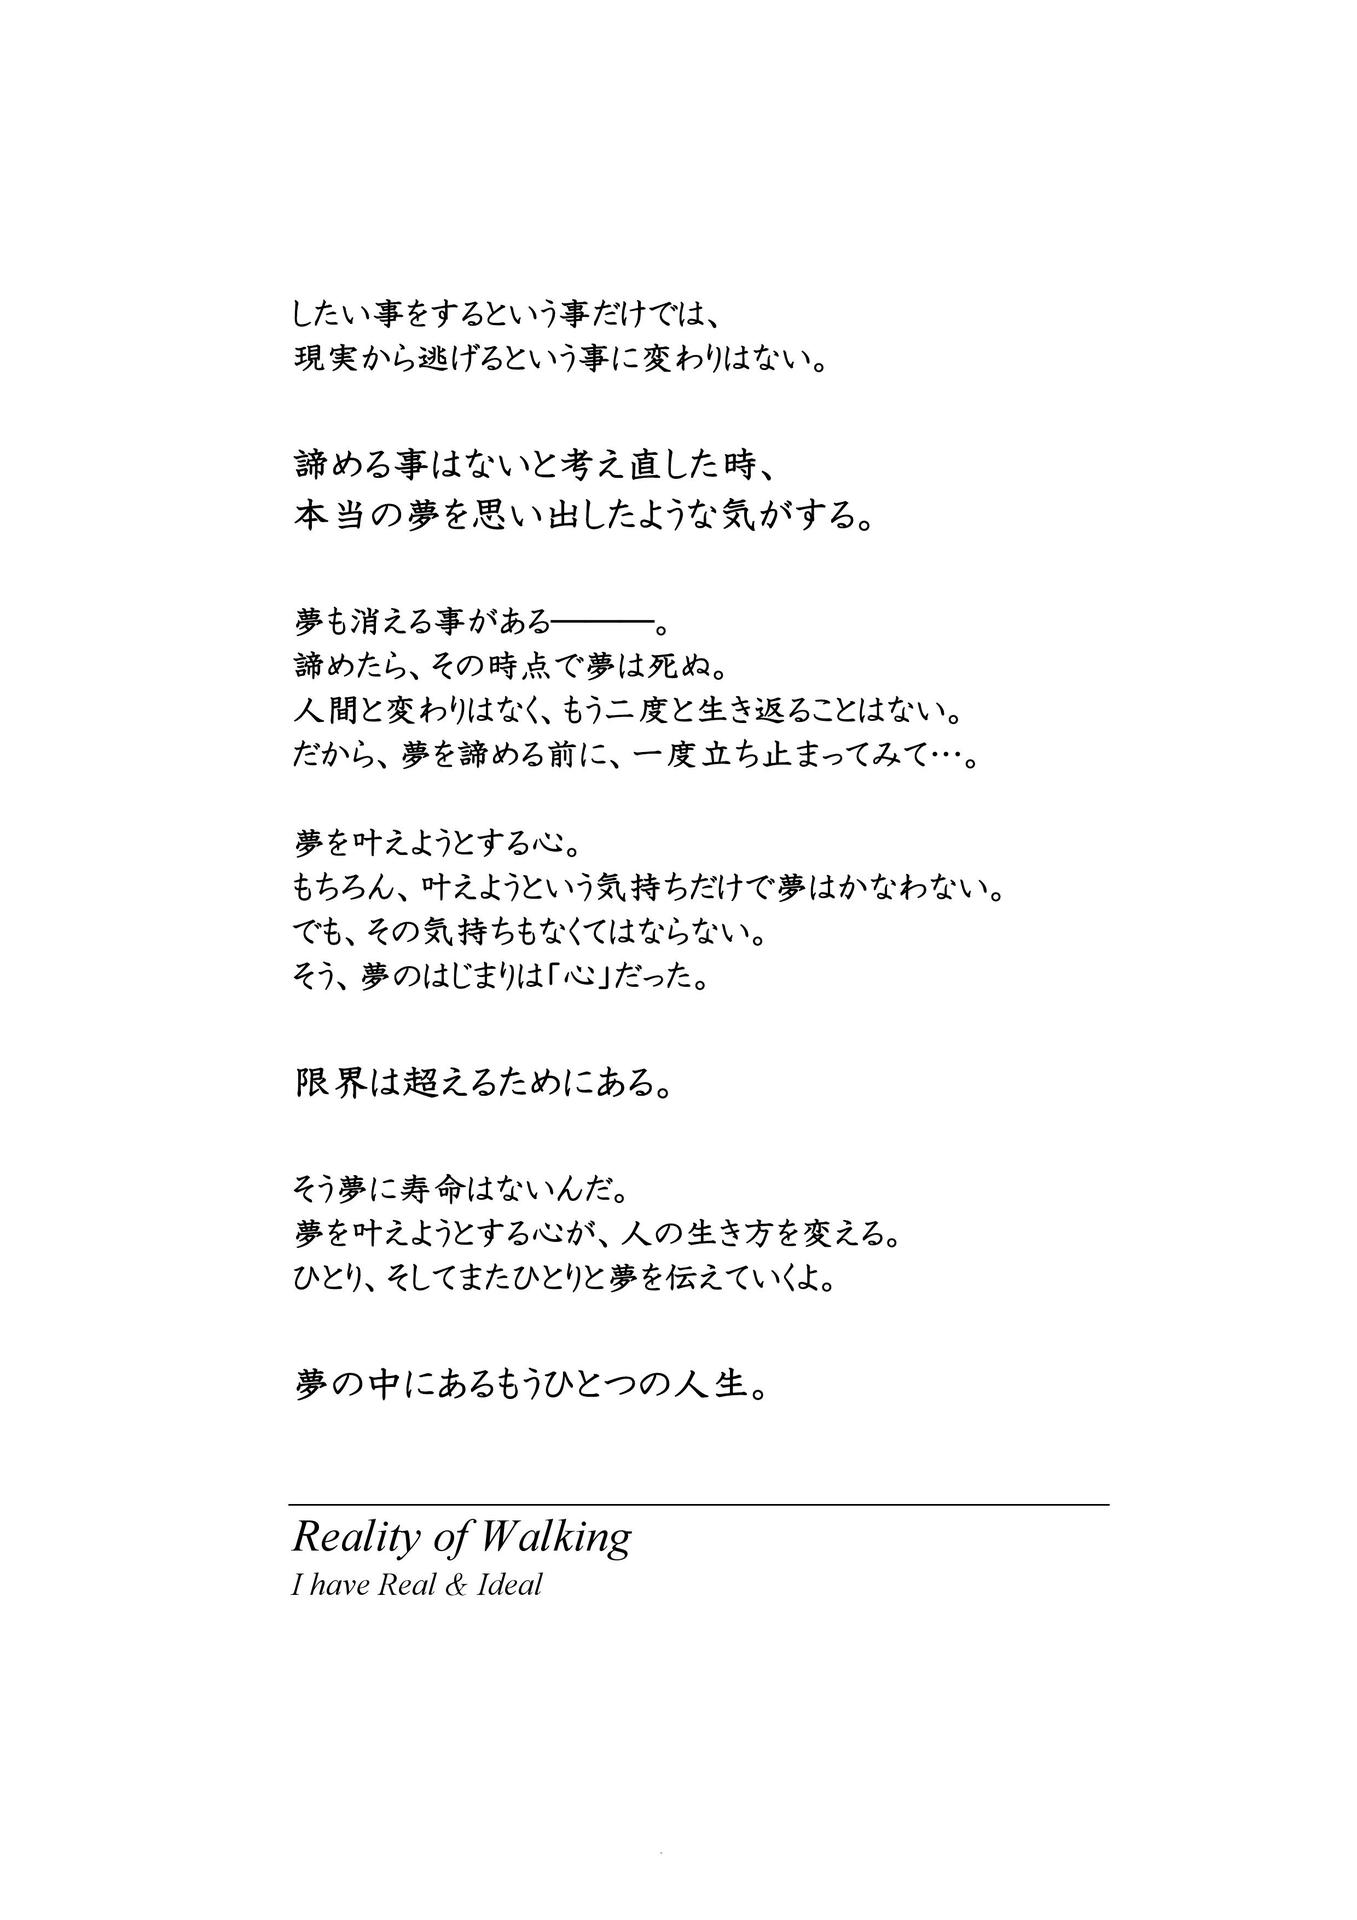 したい事をするという事だけでは、
現実から逃げるという事に変わりはない。
諦める事はないと考え直した時、
本当の夢を思い出したような気がする。
夢も消える事がある――――。
諦めたら、その時点で夢は死ぬ。
人間と変わりはなく、もう二度と生き返ることはない。
だから、夢を諦める前に、一度立ち止まってみて…。
夢を叶えようとする心。
もちろん、叶えようという気持ちだけで夢はかなわない。
でも、その気持ちもなくてはならない。
そう、夢のはじまりは「心」だった。
限界は超えるためにある。
そう夢に寿命はないんだ。
夢を叶えようとする心が、人の生き方を変える。
ひとり、そしてまたひとりと夢を伝えていくよ。
夢の中にあるもうひとつの人生。
Reality of Walking
I have Real & Ideal